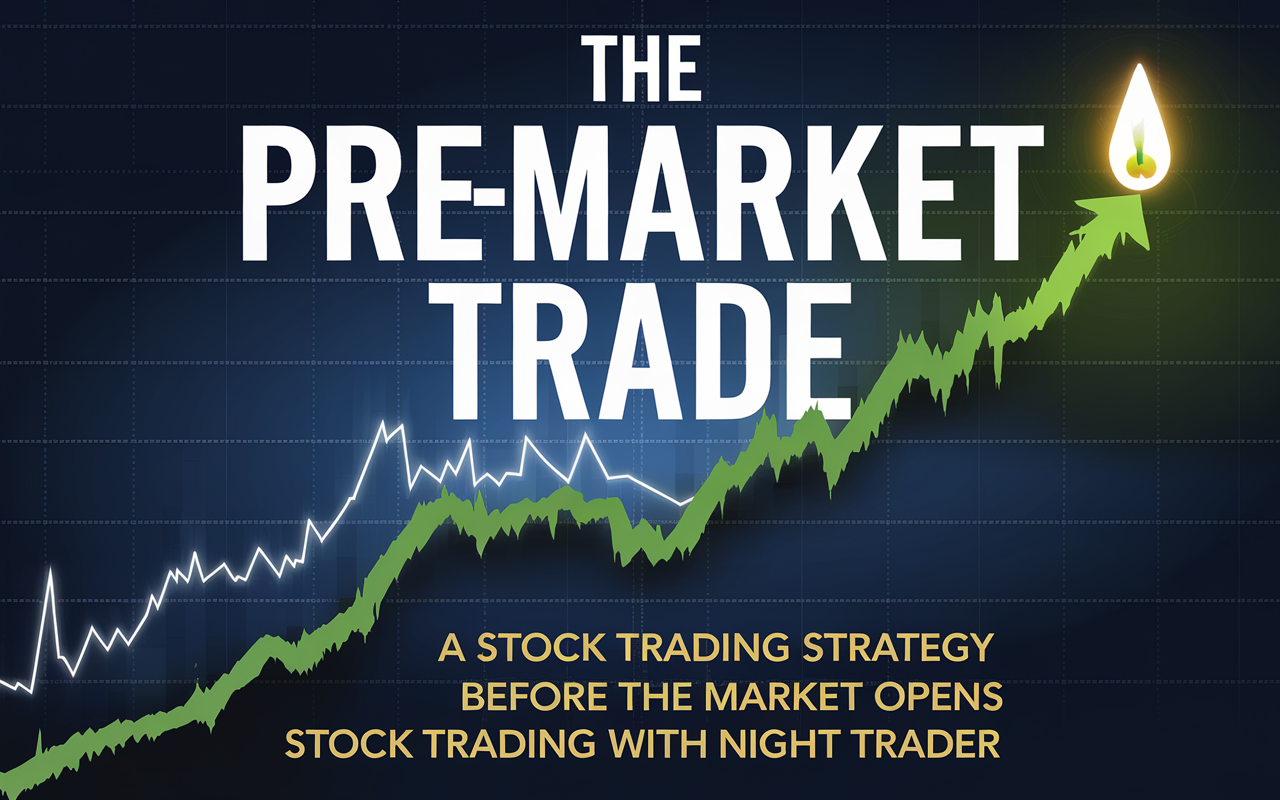 THE
PRE-MARKET
TRADE
A STOCK TRADING STRATEGY
BEFORE THE MARKET OPENS
STOCK TRADING WITH NIGHT TRADER